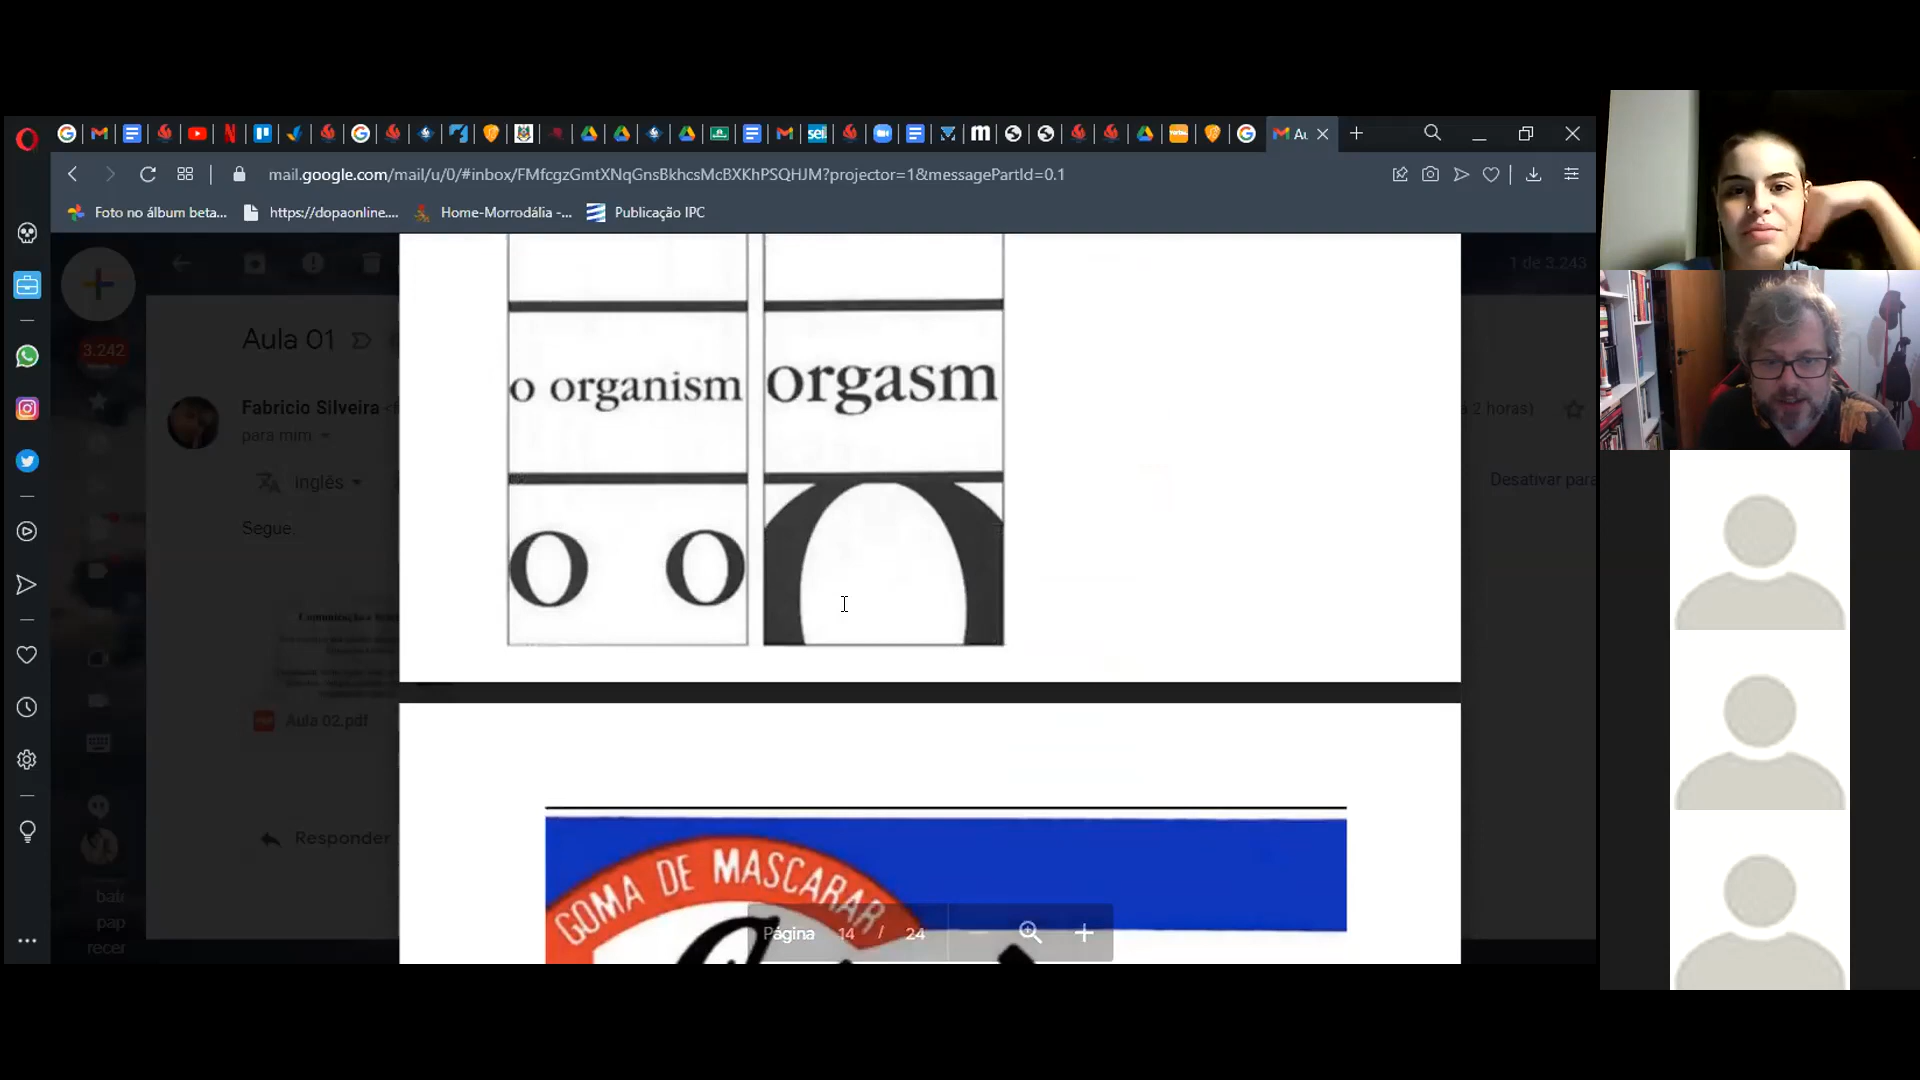 Au
mail.google.com/mail/u/0/#inbox/FMfcgzGmtXNqGnsBkhcsMcBXKhPSQHJM?projector=1&messagePartId=0.1
Foto no álbum beta... https://dopaonline.... Home-Morrodália -... Publicação IPC
1 de 3.243
Aula 01
3.242
Fabricio Silveira
para mim
2 horas)
inglês
Desativar para
Segue.
Aula 02.pdf
Responder
o organism
orgasm
o o
O
GOMA DE MASCARAR
Página 14 / 24
sei